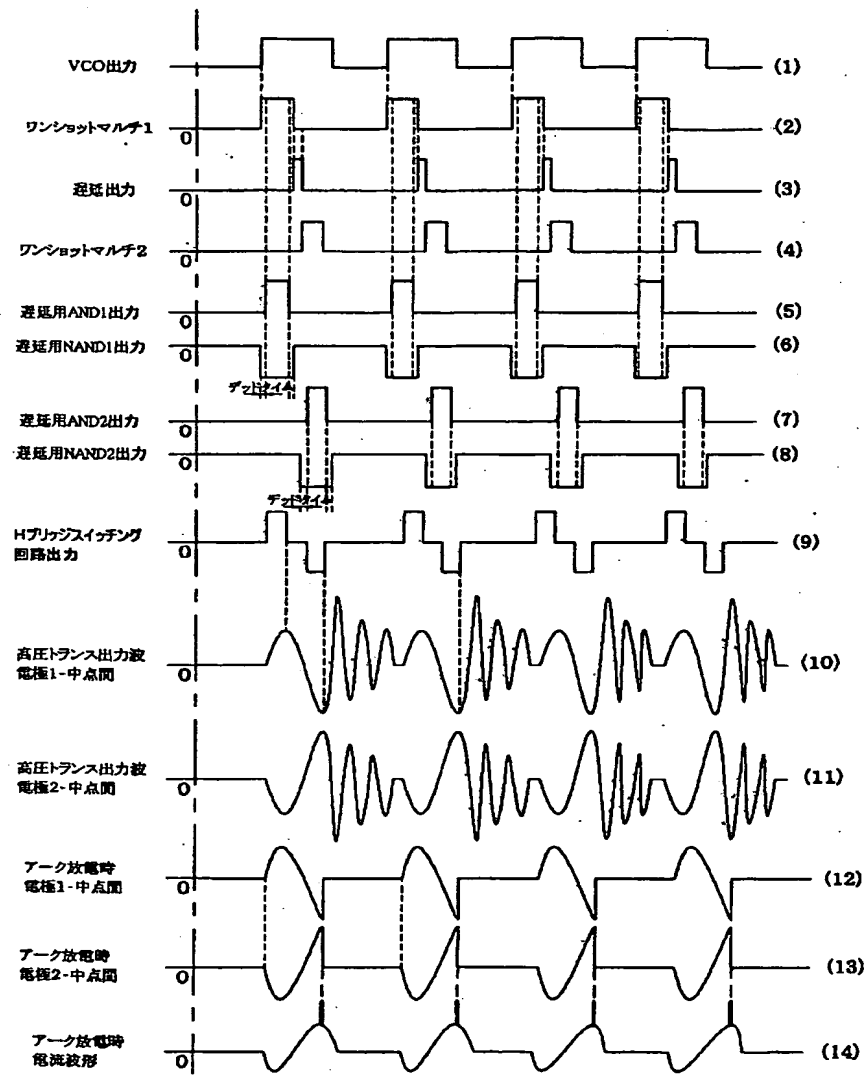 VCO出力
(1)
ワンショットマルチ1
0
(2)
遅延出力
0
(3)
ワンショットマルチ2
0
(4)
遅延用AND1出力
0
(5)
遅延用NAND1出力
0
(6)
デットタイム
遅延用AND2出力
0
(7)
遅延用NAND2出力
0
(8)
デットタイム
Hブリッジスイッチング
回路出力
0
(9)
高圧トランス出力波
電極1-中点間
0
(10)
高圧トランス出力波
電極2-中点間
0
(11)
アーク放電時
電極1-中点間
0
(12)
アーク放電時
電極2-中点間
0
(13)
アーク放電時
電流波形
0
(14)